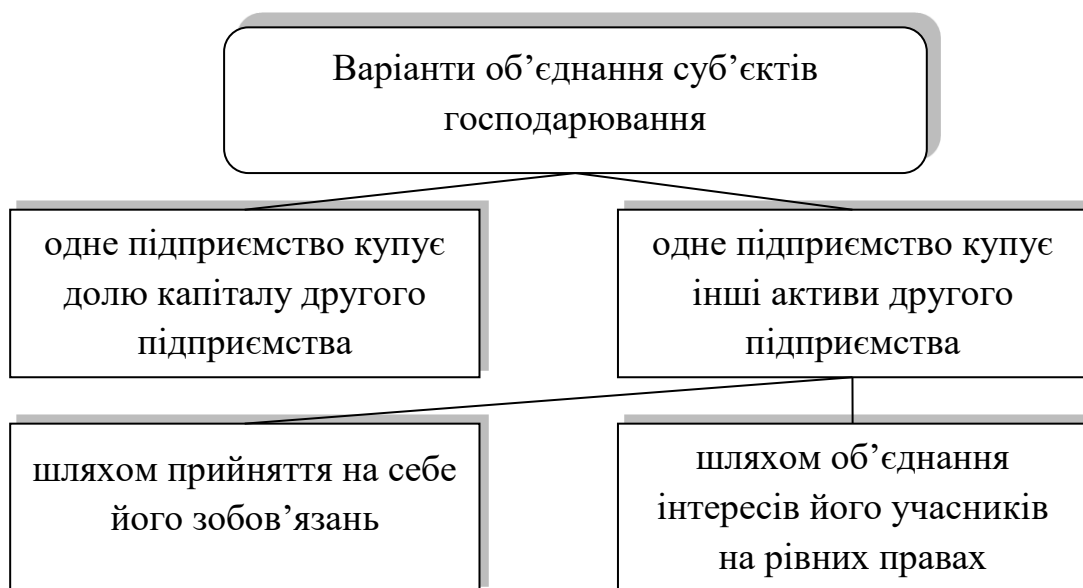 Варіанти об’єднання суб’єктів
господарювання
одне підприємство купує
долю капіталу другого
підприємства
одне підприємство купує
інші активи другого
підприємства
шляхом прийняття на себе
його зобов’язань
шляхом об’єднання
інтересів його учасників
на рівних правах